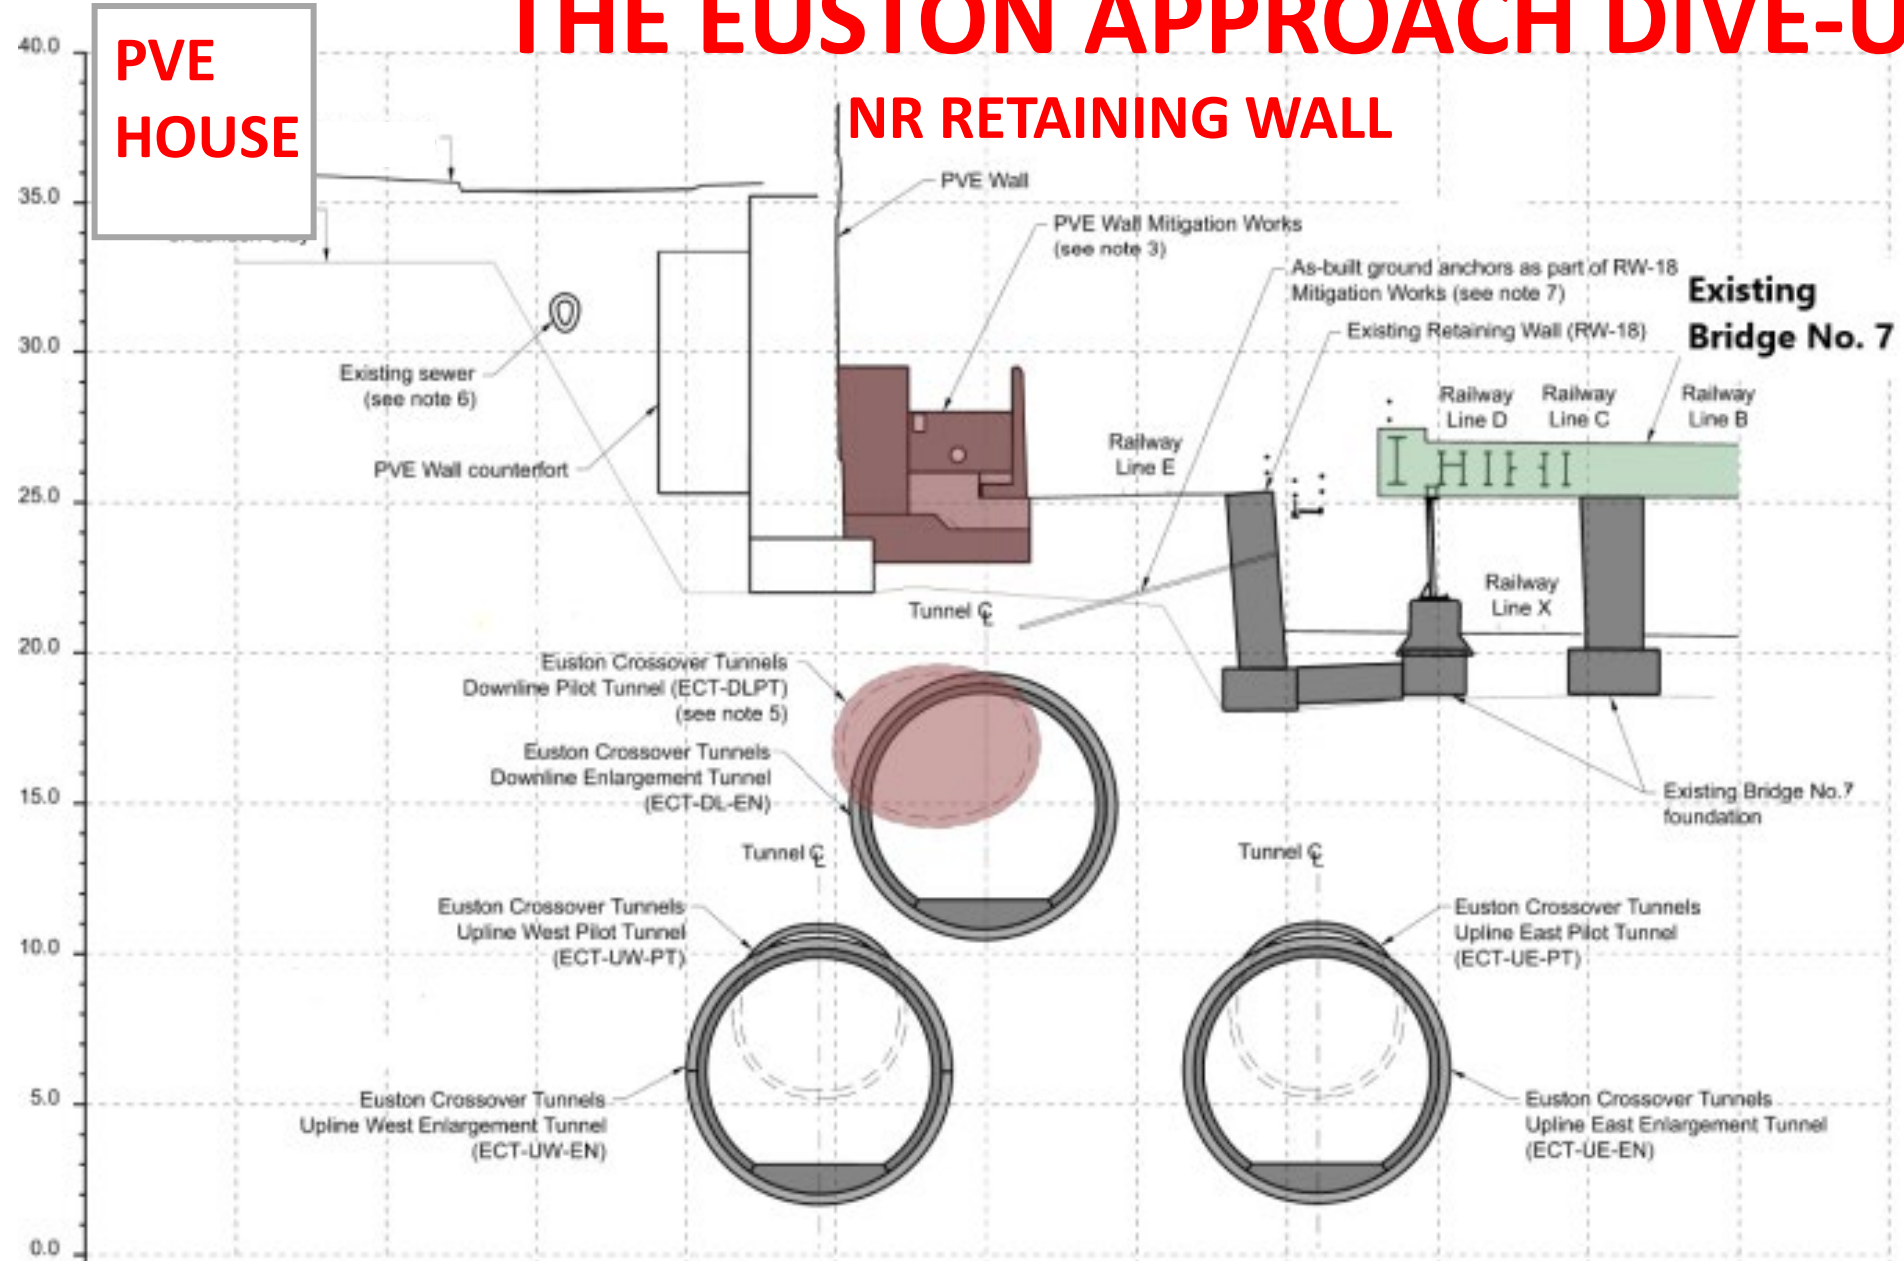 THE EUSTON APPROACH DIVE-U
PVE
HOUSE
NR RETAINING WALL
40.0
35.0
30.0
25.0
20.0
15.0
10.0
5.0
0.0
PVE Wall
PVE Wall Mitigation Works
(see note 3)
As-built ground anchors as part of RW-18
Mitigation Works (see note 7)
Existing Retaining Wall (RW-18)
Existing
Bridge No. 7
Existing sewer
(see note 6)
PVE Wall counterfort
Railway
Line E
Railway
Line D
Railway
Line C
Railway
Line B
Railway
Line X
Tunnel ℄
Euston Crossover Tunnels
Downline Pilot Tunnel (ECT-DLPT)
(see note 5)
Euston Crossover Tunnels
Downline Enlargement Tunnel
(ECT-DL-EN)
Existing Bridge No.7
foundation
Tunnel ℄
Tunnel ℄
Euston Crossover Tunnels
Upline West Pilot Tunnel
(ECT-UW-PT)
Euston Crossover Tunnels
Upline East Pilot Tunnel
(ECT-UE-PT)
Euston Crossover Tunnels
Upline West Enlargement Tunnel
(ECT-UW-EN)
Euston Crossover Tunnels
Upline East Enlargement Tunnel
(ECT-UE-EN)